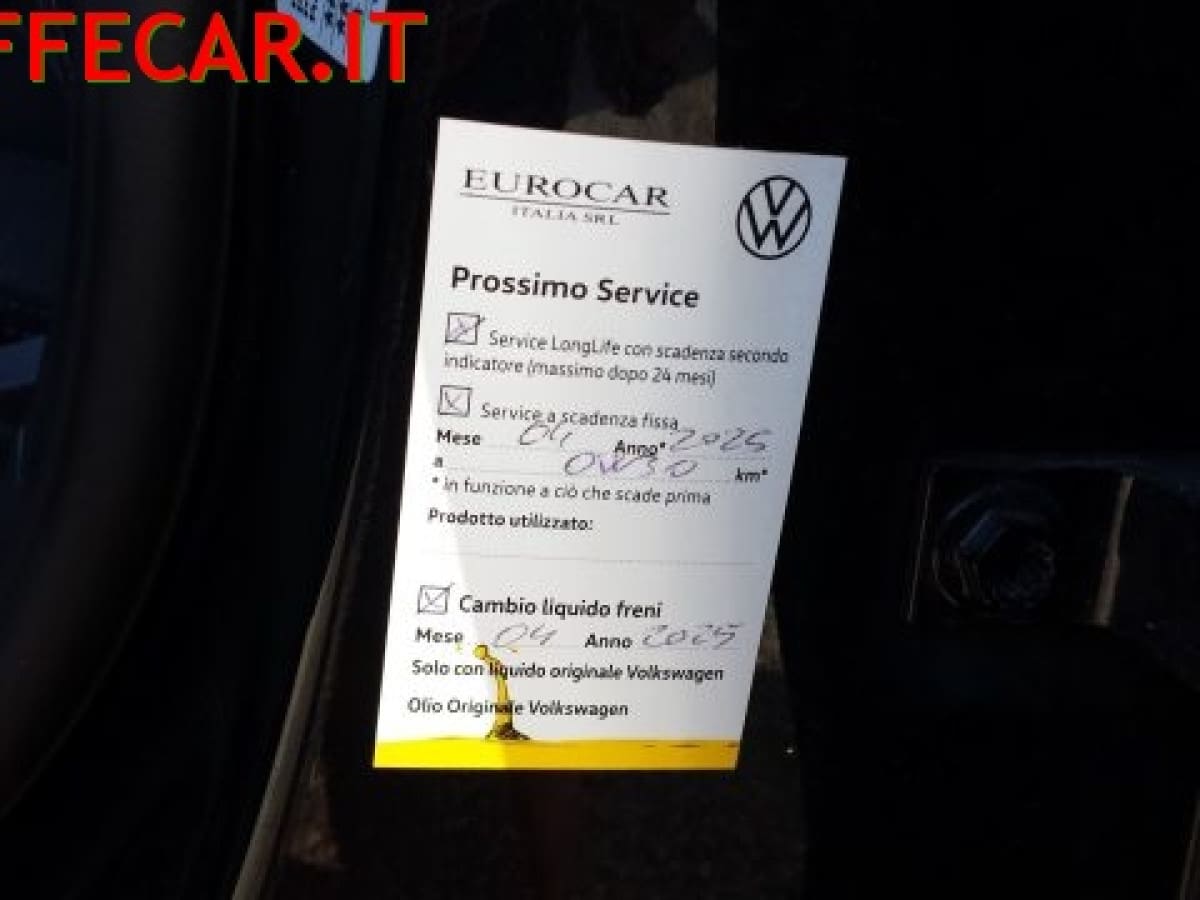 FFECAR.IT
EUROCAR
ITALIA SRL
Prossimo Service
Service LongLife con scadenza secondo
indicatore (massimo dopo 24 mesi)
Service a scadenza fissa
Mese 04 Anno* 2025
a km*
* in funzione a ciò che scade prima
Prodotto utilizzato:
Cambio liquido freni
Mese 04 Anno 2025
Solo con liquido originale Volkswagen
Olio Originale Volkswagen